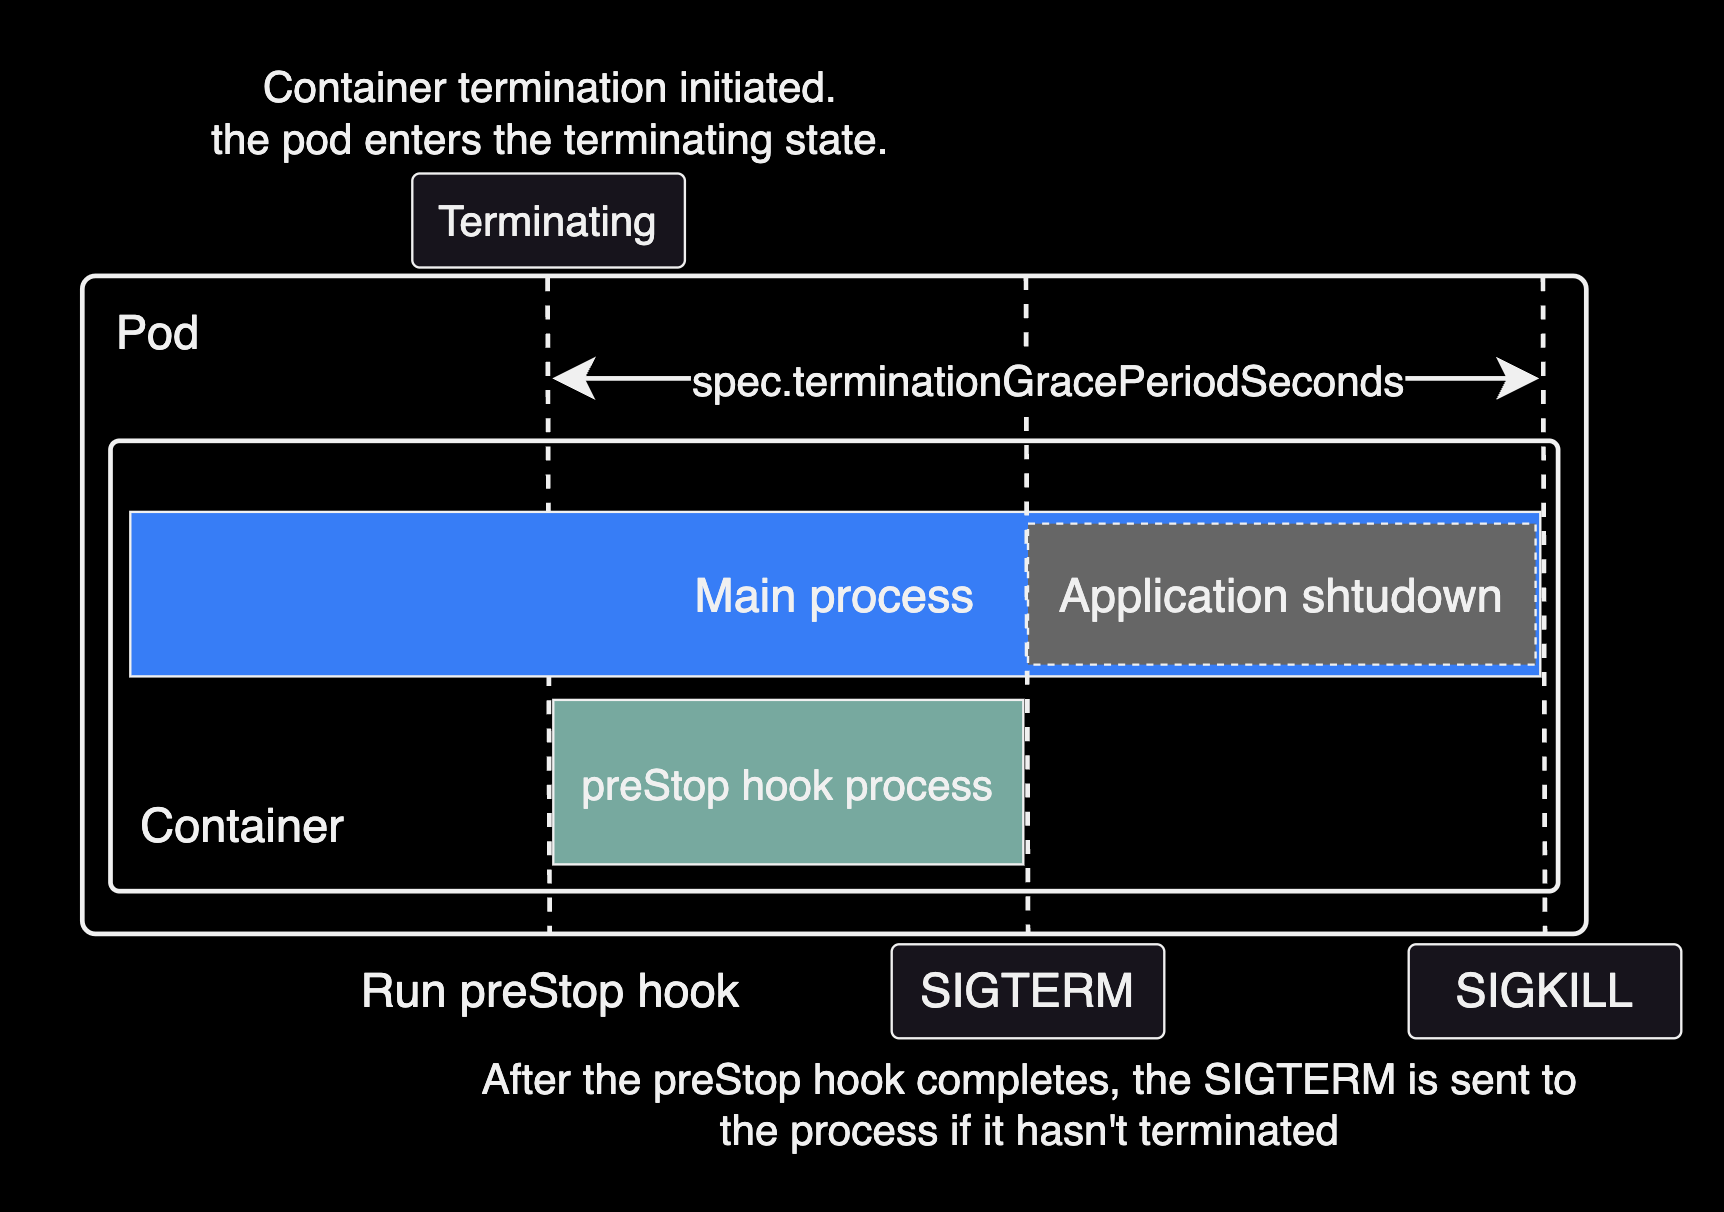 Container termination initiated.
the pod enters the terminating state.
Terminating
Pod
spec.terminationGracePeriodSeconds
Main process
Application shtudown
preStop hook process
Container
Run preStop hook
SIGTERM
SIGKILL
After the preStop hook completes, the SIGTERM is sent to
the process if it hasn't terminated